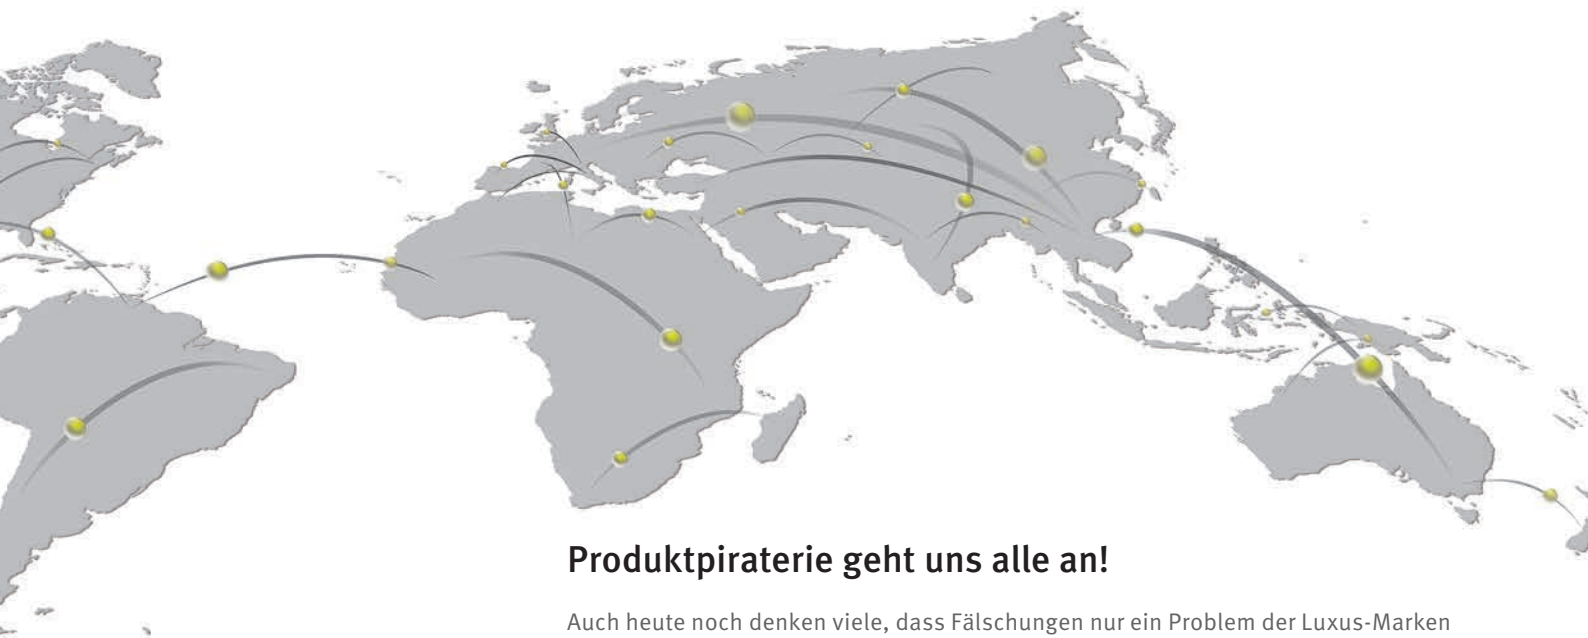 Produktpiraterie geht uns alle an!
Auch heute noch denken viele, dass Fälschungen nur ein Problem der Luxus-Marken